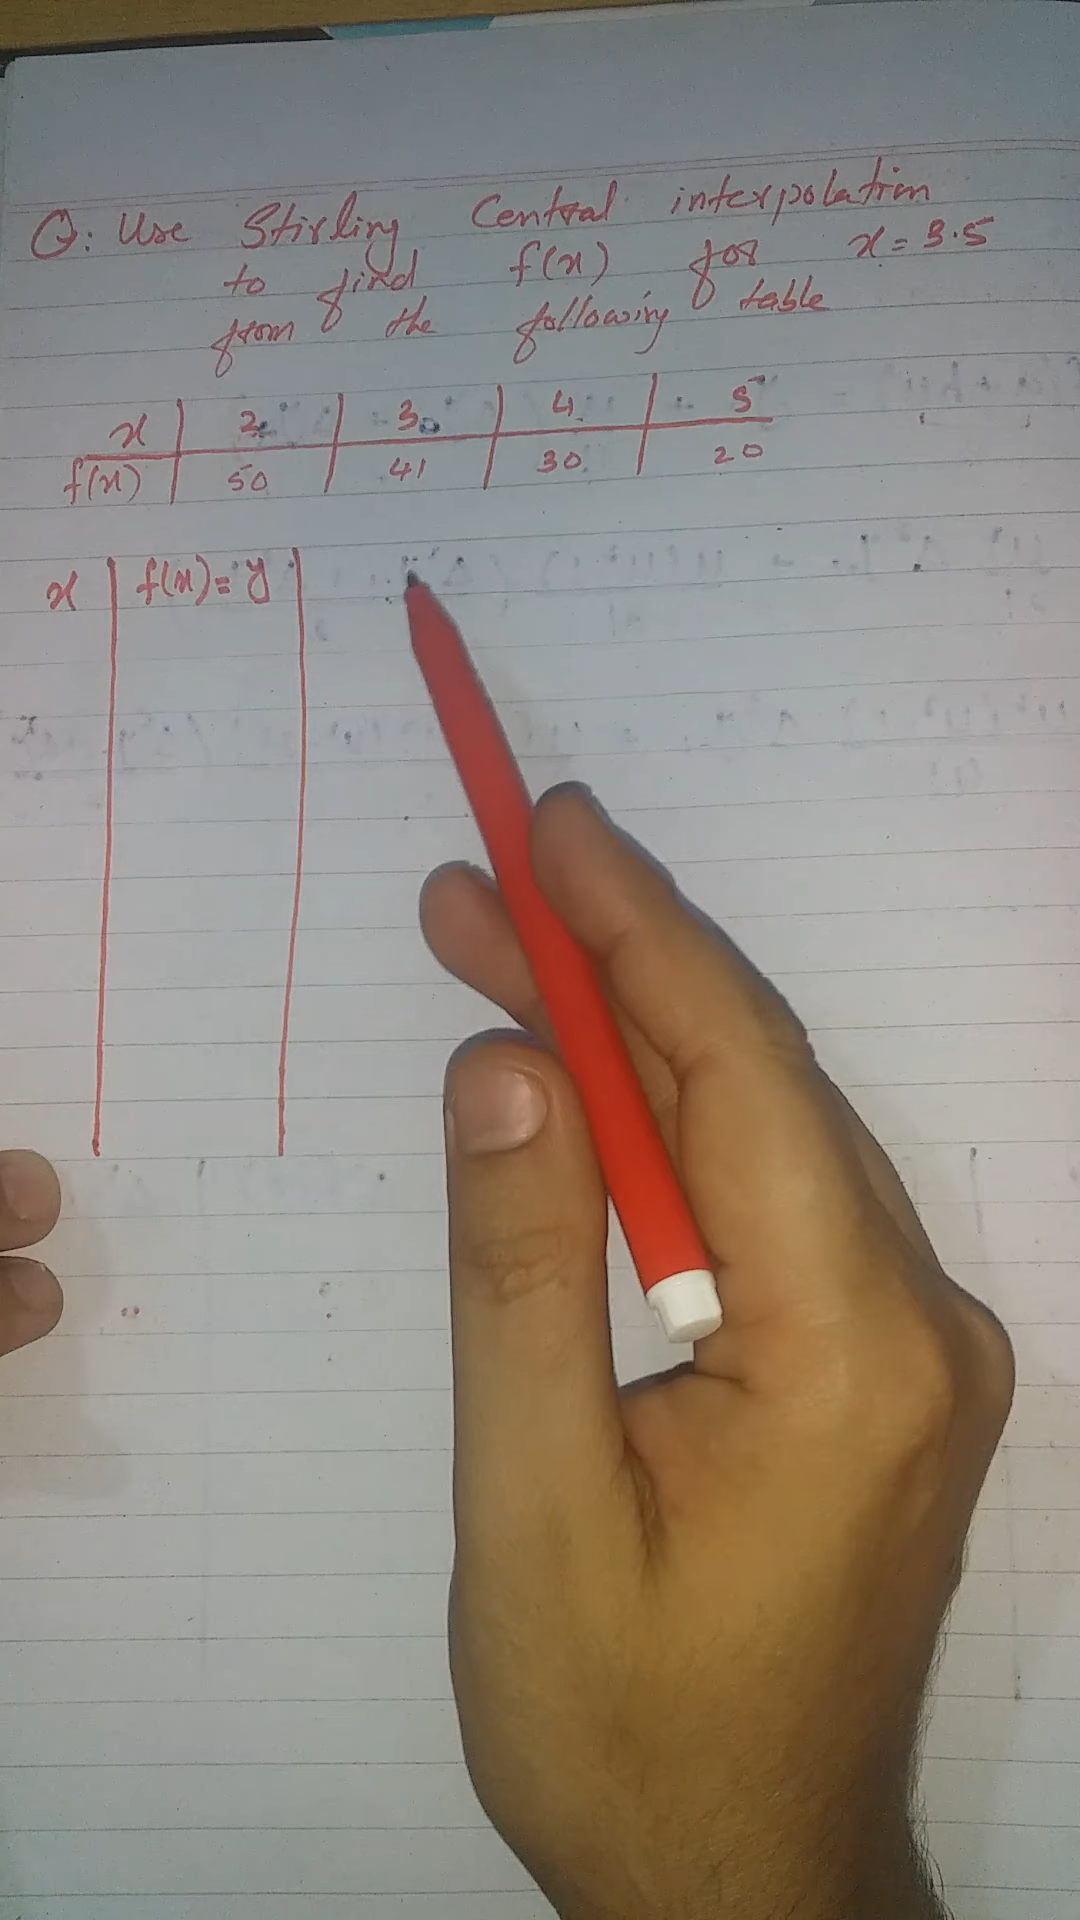 Q: Use Stirling Central interpolation
to find f(x) for x = 3.5
from the following table
x | 2 | 3 | 4 | 5
f(x) | 50 | 41 | 30 | 20
x | f(x) = y |